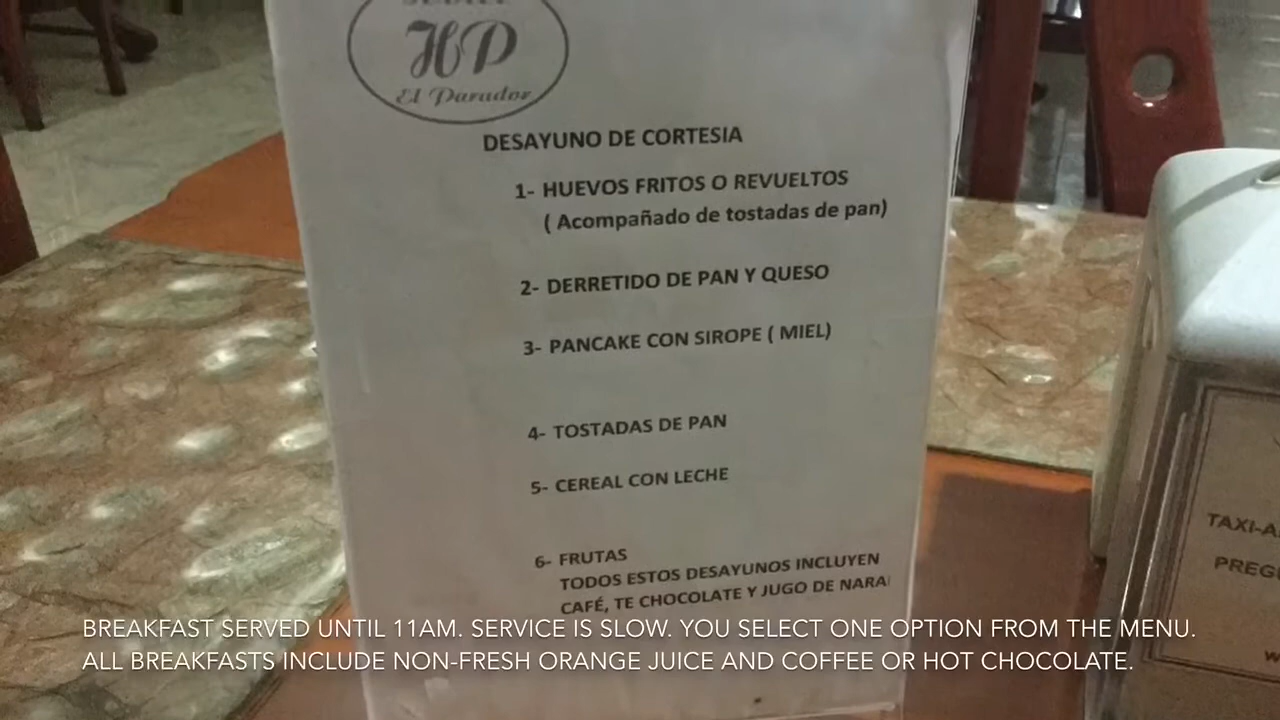 HP
El Parador
DESAYUNO DE CORTESIA
1- HUEVOS FRITOS O REVUELTOS
( Acompañado de tostadas de pan)
2- DERRETIDO DE PAN Y QUESO
3- PANCAKE CON SIROPE ( MIEL)
4- TOSTADAS DE PAN
5- CEREAL CON LECHE
6- FRUTAS
TODOS ESTOS DESAYUNOS INCLUYEN
CAFÉ, TE CHOCOLATE Y JUGO DE NARA
TAXI-A
PREGU
BREAKFAST SERVED UNTIL 11AM. SERVICE IS SLOW. YOU SELECT ONE OPTION FROM THE MENU.
ALL BREAKFASTS INCLUDE NON-FRESH ORANGE JUICE AND COFFEE OR HOT CHOCOLATE.